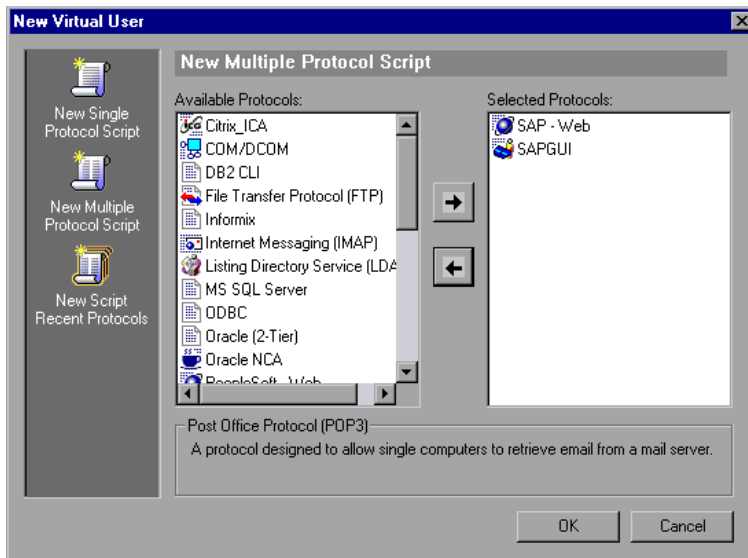 New Virtual User
New Single
Protocol Script
New Multiple
Protocol Script
New Script
Recent Protocols
New Multiple Protocol Script
Available Protocols:
Citrix_ICA
COM/DCOM
DB2 CLI
File Transfer Protocol (FTP)
Informix
Internet Messaging (IMAP)
Listing Directory Service (LDA
MS SQL Server
ODBC
Oracle (2-Tier)
Oracle NCA
PeopleSoft - Web
Selected Protocols:
SAP - Web
SAPGUI
Post Office Protocol (POP3)
A protocol designed to allow single computers to retrieve email from a mail server.
OK
Cancel